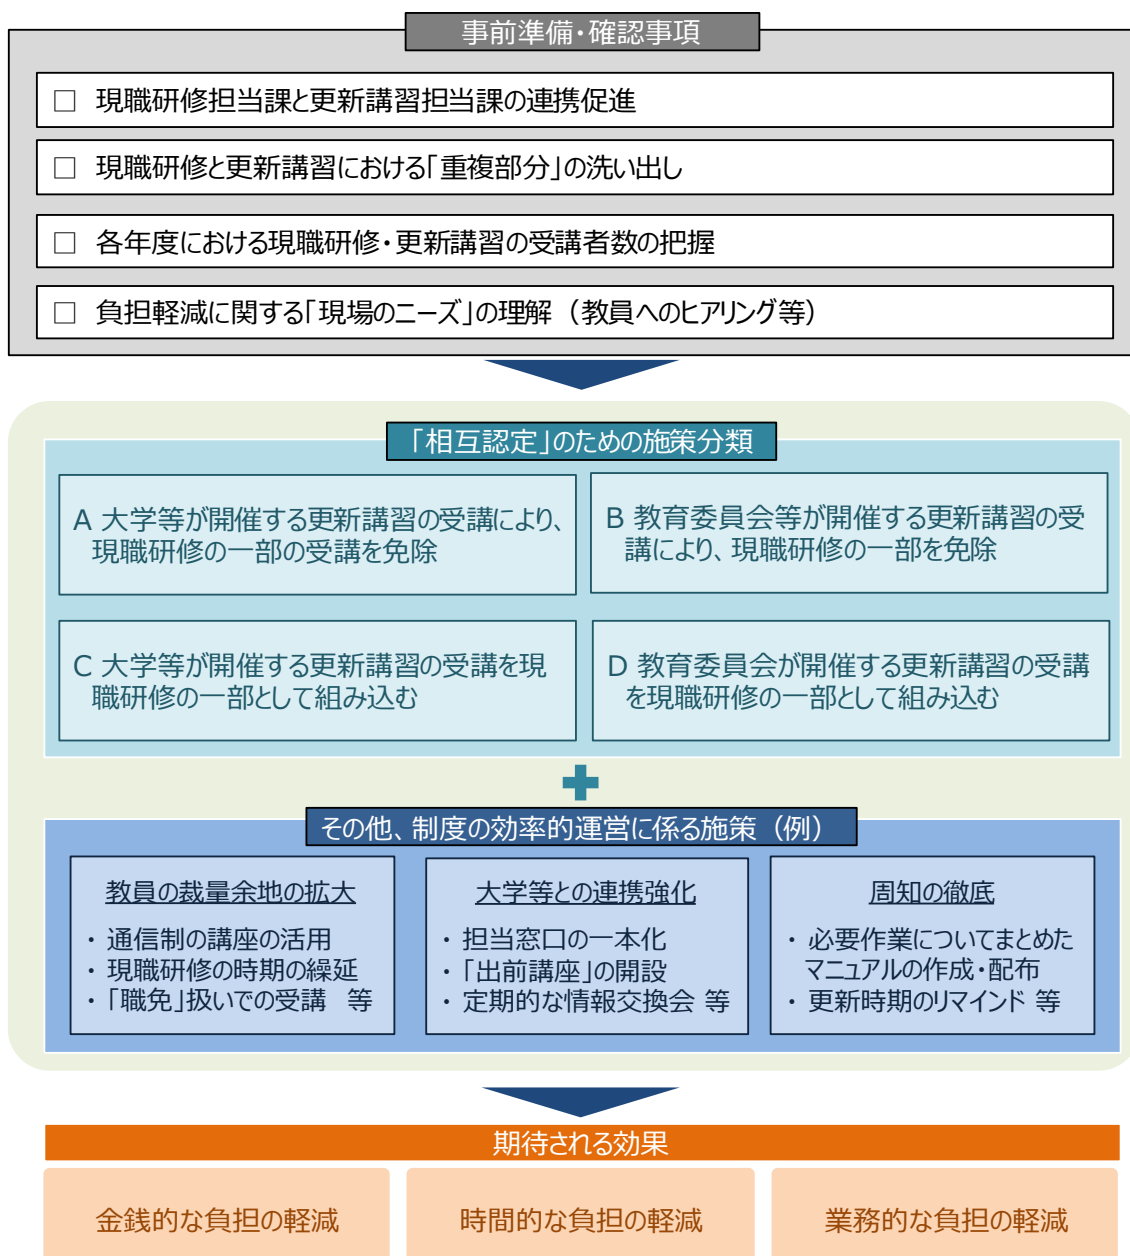 事前準備・確認事項
□ 現職研修担当課と更新講習担当課の連携促進
□ 現職研修と更新講習における「重複部分」の洗い出し
□ 各年度における現職研修・更新講習の受講者数の把握
□ 負担軽減に関する「現場のニーズ」の理解（教員へのヒアリング等）
「相互認定」のための施策分類
A 大学等が開催する更新講習の受講により、
現職研修の一部の受講を免除
B 教育委員会等が開催する更新講習の受
講により、現職研修の一部を免除
C 大学等が開催する更新講習の受講を現
職研修の一部として組み込む
D 教育委員会が開催する更新講習の受講
を現職研修の一部として組み込む
その他、制度の効率的運営に係る施策（例）
教員の裁量余地の拡大
・ 通信制の講座の活用
・ 現職研修の時期の繰延
・ 「職免」扱いでの受講 等
大学等との連携強化
・ 担当窓口の一本化
・ 「出前講座」の開設
・ 定期的な情報交換会 等
周知の徹底
・ 必要作業についてまとめた
マニュアルの作成・配布
・ 更新時期のリマインド 等
期待される効果
金銭的な負担の軽減
時間的な負担の軽減
業務的な負担の軽減